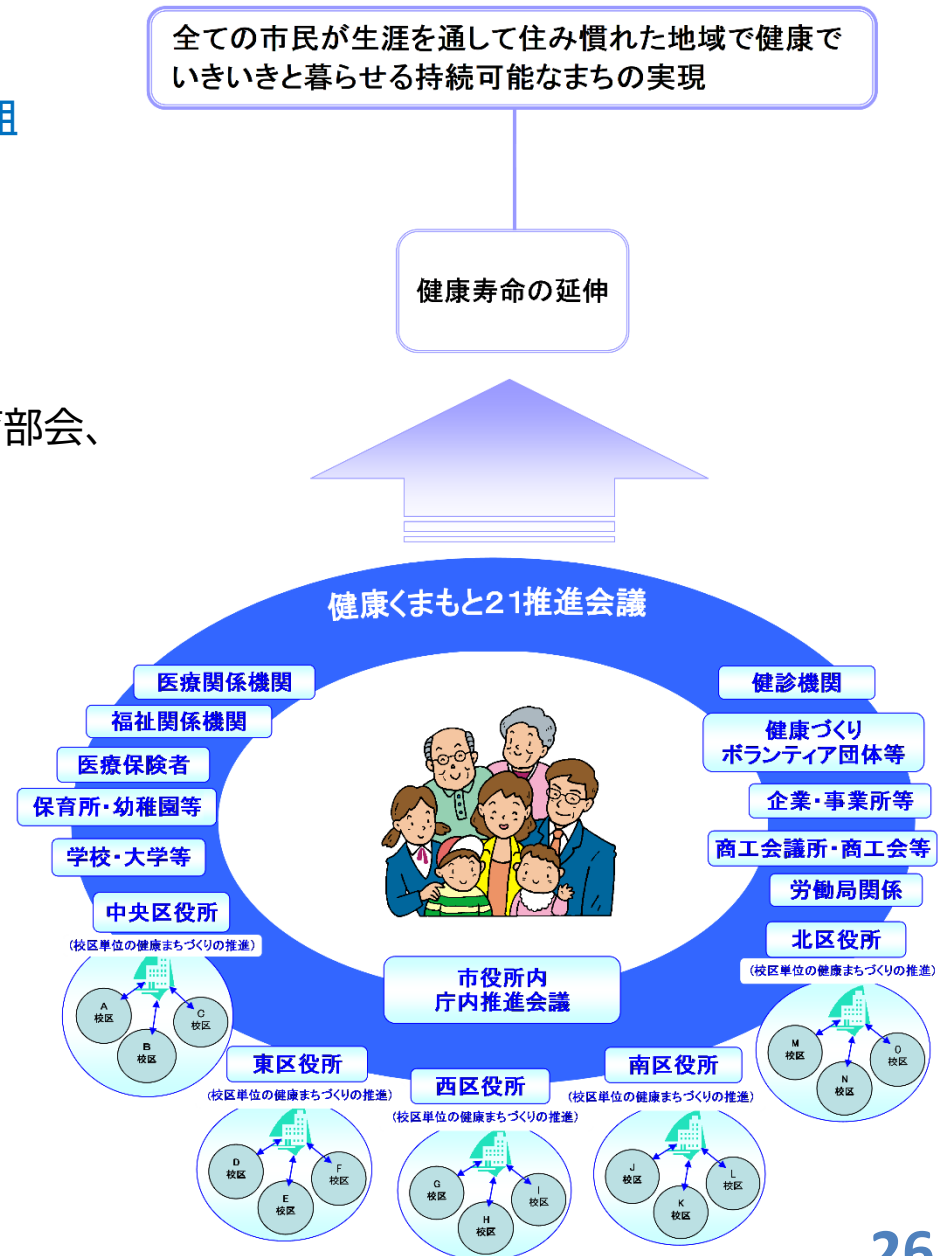 全ての市民が生涯を通して住み慣れた地域で健康で
いきいきと暮らせる持続可能なまちの実現
組
健康寿命の延伸
部会、
健康くまもと21推進会議
医療関係機関
福祉関係機関
医療保険者
保育所・幼稚園等
学校・大学等
健診機関
健康づくり
ボランティア団体等
企業・事業所等
商工会議所・商工会等
労働局関係
市役所内
庁内推進会議
中央区役所
(校区単位の健康まちづくりの推進)
A
校区
B
校区
C
校区
東区役所
(校区単位の健康まちづくりの推進)
D
校区
E
校区
F
校区
西区役所
(校区単位の健康まちづくりの推進)
G
校区
H
校区
I
校区
南区役所
(校区単位の健康まちづくりの推進)
J
校区
K
校区
L
校区
北区役所
(校区単位の健康まちづくりの推進)
M
校区
N
校区
O
校区
26